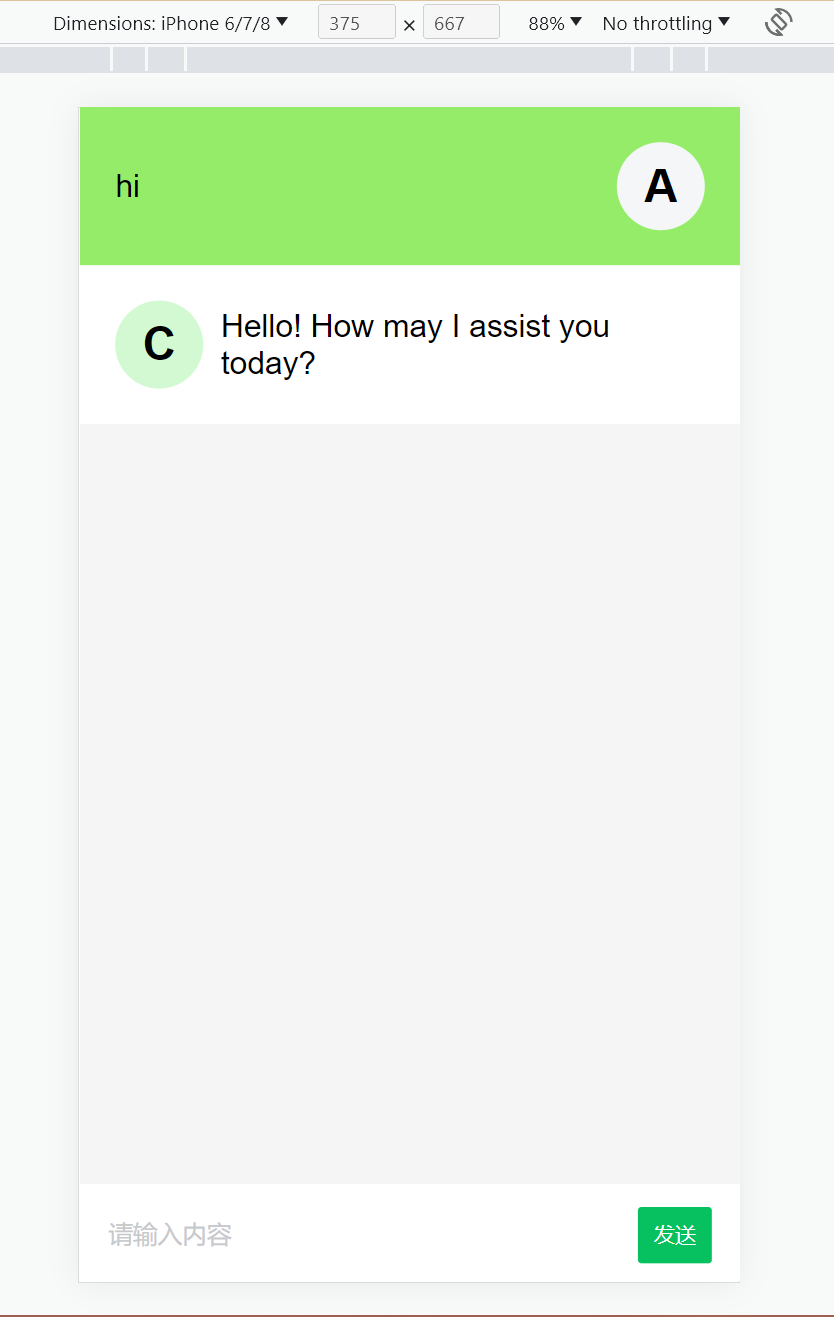 Dimensions: iPhone 6/7/8 375 × 667 88% No throttling
hi
A
C
Hello! How may I assist you
today?
请输入内容
发送